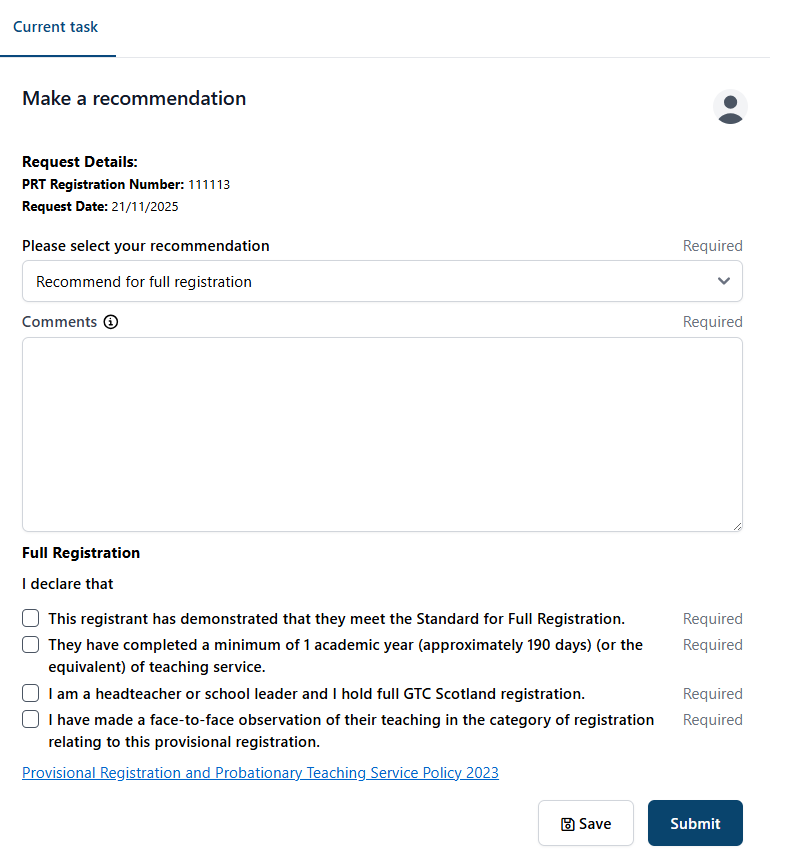 Current task
Make a recommendation
Request Details:
PRT Registration Number: 111113
Request Date: 21/11/2025
Please select your recommendation Required
Recommend for full registration
Comments Required
Full Registration
I declare that
This registrant has demonstrated that they meet the Standard for Full Registration. Required
They have completed a minimum of 1 academic year (approximately 190 days) (or the Required
equivalent) of teaching service.
I am a headteacher or school leader and I hold full GTC Scotland registration. Required
I have made a face-to-face observation of their teaching in the category of registration Required
relating to this provisional registration.
Provisional Registration and Probationary Teaching Service Policy 2023
Save Submit